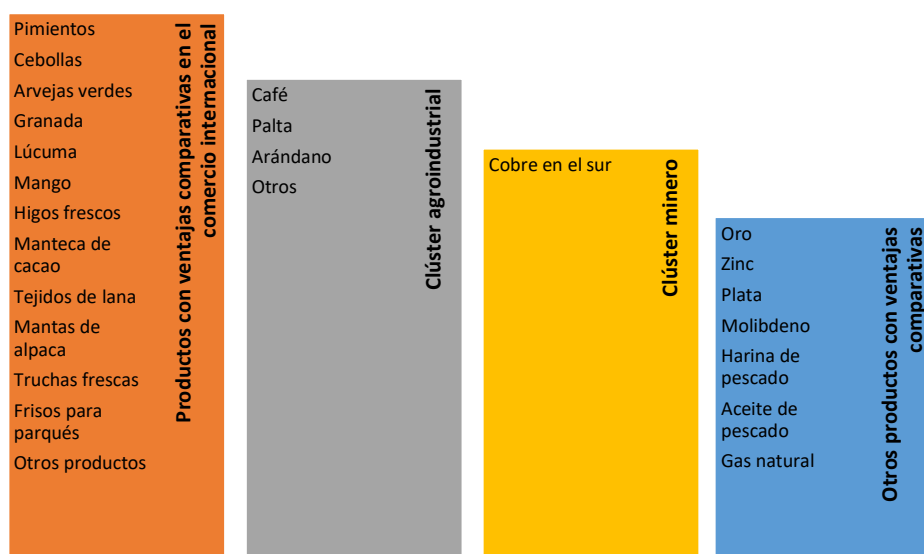 Pimientos
Cebollas
Arvejas verdes
Granada
Lúcuma
Mango
Higos frescos
Manteca de
cacao
Tejidos de lana
Mantas de
alpaca
Truchas frescas
Frisos para
parqués
Otros productos
Productos con ventajas comparativas en el
comercio internacional
Café
Palta
Arándano
Otros
Clúster agroindustrial
Cobre en el sur
Clúster minero
Oro
Zinc
Plata
Molibdeno
Harina de
pescado
Aceite de
pescado
Gas natural
Otros productos con ventajas
comparativas